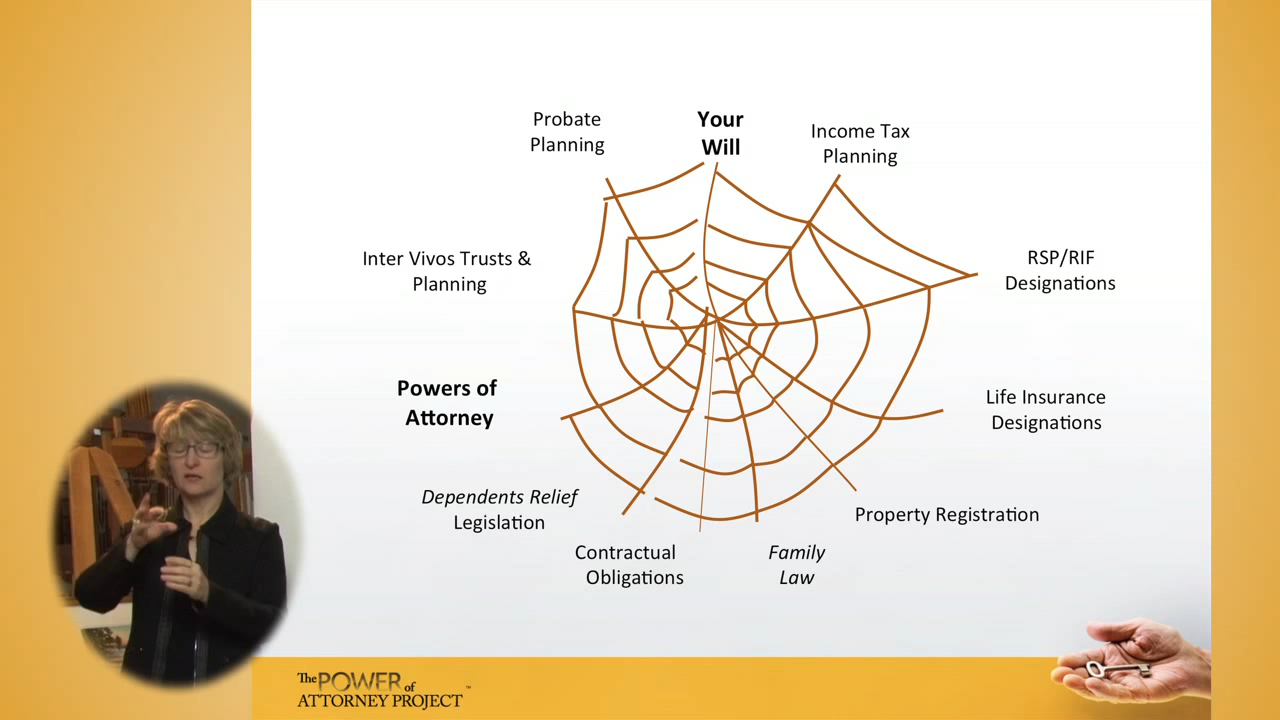 Probate
Planning
Your
Will
Income Tax
Planning
Inter Vivos Trusts &
Planning
RSP/RIF
Designations
Powers of
Attorney
Life Insurance
Designations
Dependents Relief
Legislation
Property Registration
Contractual
Obligations
Family
Law
The POWER of
ATTORNEY PROJECT™